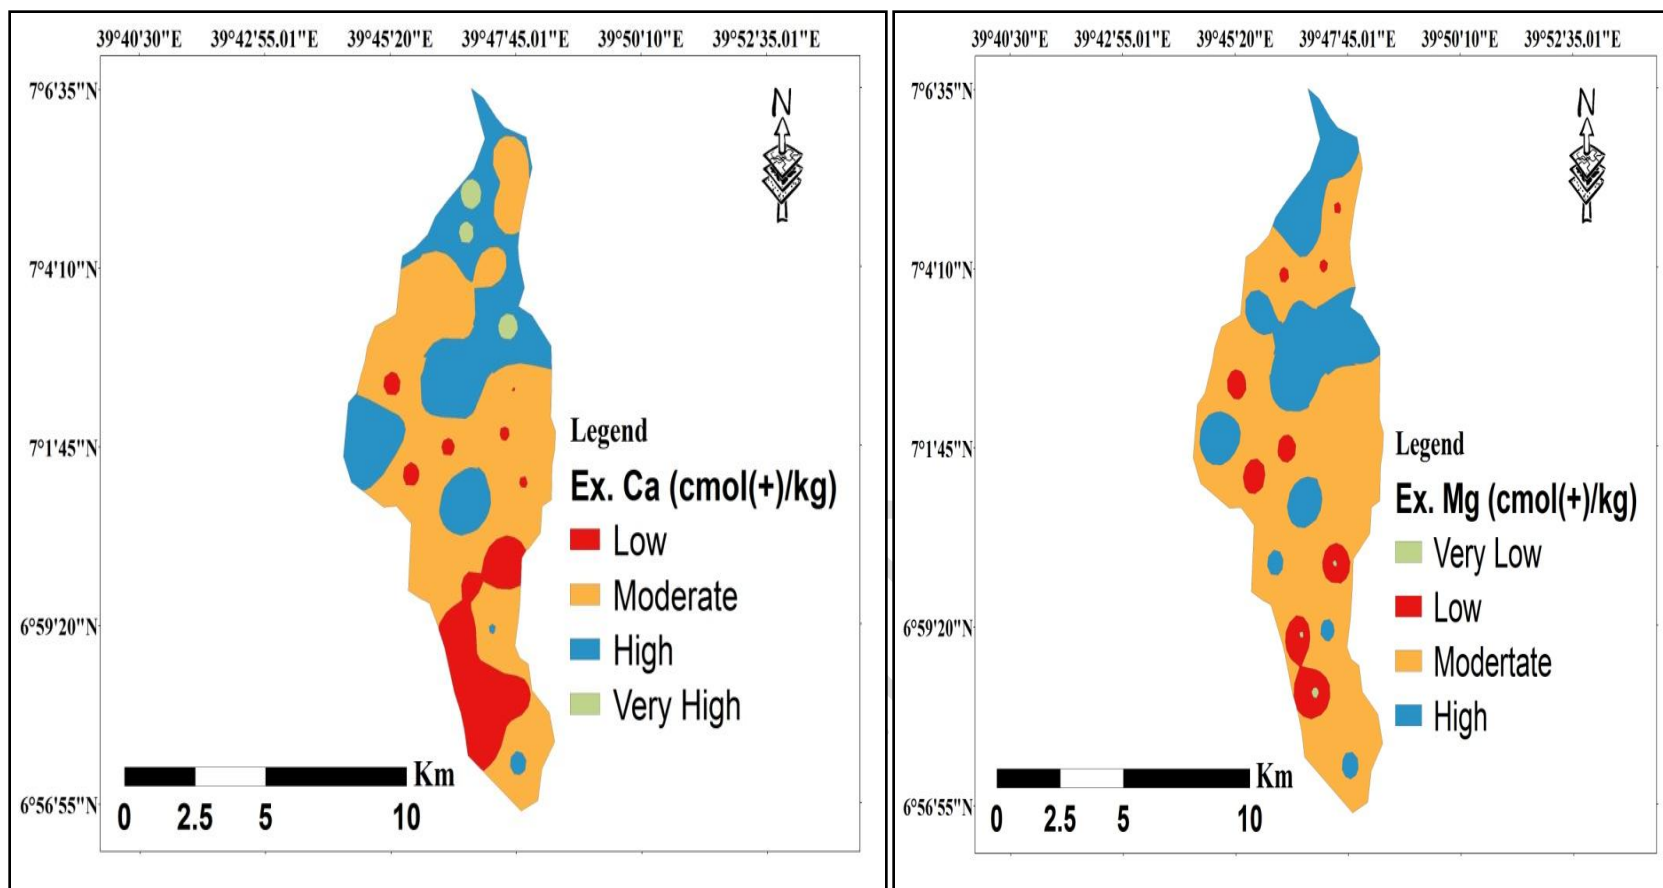 39°40'30"E 39°42'55.01"E 39°45'20"E 39°47'45.01"E 39°50'10"E 39°52'35.01"E
7°6'35"N
N
7°4'10"N
7°1'45"N
6°59'20"N
6°56'55"N
Legend
Ex. Ca (cmol(+)/kg)
Low
Moderate
High
Very High
Km
0 2.5 5 10
39°40'30"E 39°42'55.01"E 39°45'20"E 39°47'45.01"E 39°50'10"E 39°52'35.01"E
7°6'35"N
N
7°4'10"N
7°1'45"N
6°59'20"N
6°56'55"N
Legend
Ex. Mg (cmol(+)/kg)
Very Low
Low
Modertate
High
Km
0 2.5 5 10